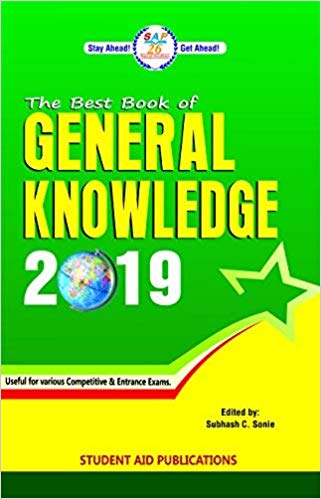 SAP
26
Stay Ahead! Get Ahead!
The Best Book of
GENERAL
KNOWLEDGE
2019
Useful for various Competitive & Entrance Exams.
Edited by:
Subhash C. Sonie
STUDENT AID PUBLICATIONS